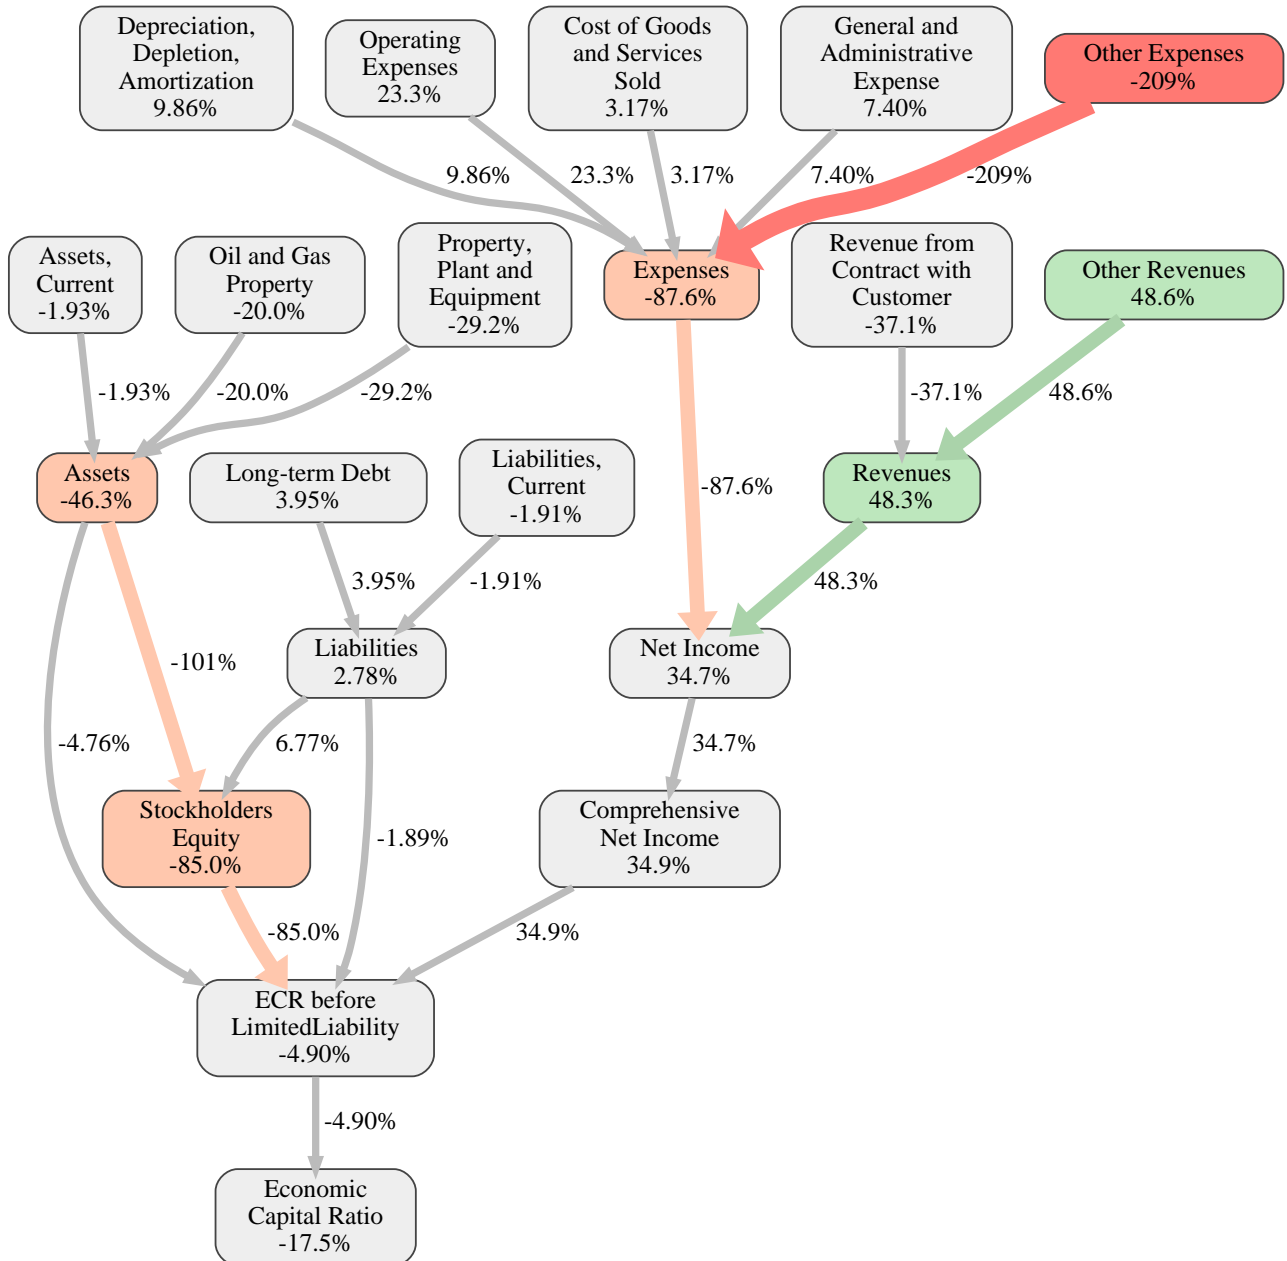 Depreciation,
Depletion,
Amortization
9.86%
Operating
Expenses
23.3%
Cost of Goods
and Services
Sold
3.17%
General and
Administrative
Expense
7.40%
Other Expenses
-209%
9.86%
23.3%
3.17%
7.40%
-209%
Assets,
Current
-1.93%
Oil and Gas
Property
-20.0%
Property,
Plant and
Equipment
-29.2%
Expenses
-87.6%
Revenue from
Contract with
Customer
-37.1%
Other Revenues
48.6%
-1.93%
-20.0%
-29.2%
-37.1%
48.6%
Assets
-46.3%
Long-term Debt
3.95%
Liabilities,
Current
-1.91%
-87.6%
Revenues
48.3%
3.95%
-1.91%
48.3%
-101%
Liabilities
2.78%
Net Income
34.7%
-4.76%
6.77%
34.7%
Stockholders
Equity
-85.0%
-1.89%
Comprehensive
Net Income
34.9%
-85.0%
34.9%
ECR before
LimitedLiability
-4.90%
-4.90%
Economic
Capital Ratio
-17.5%